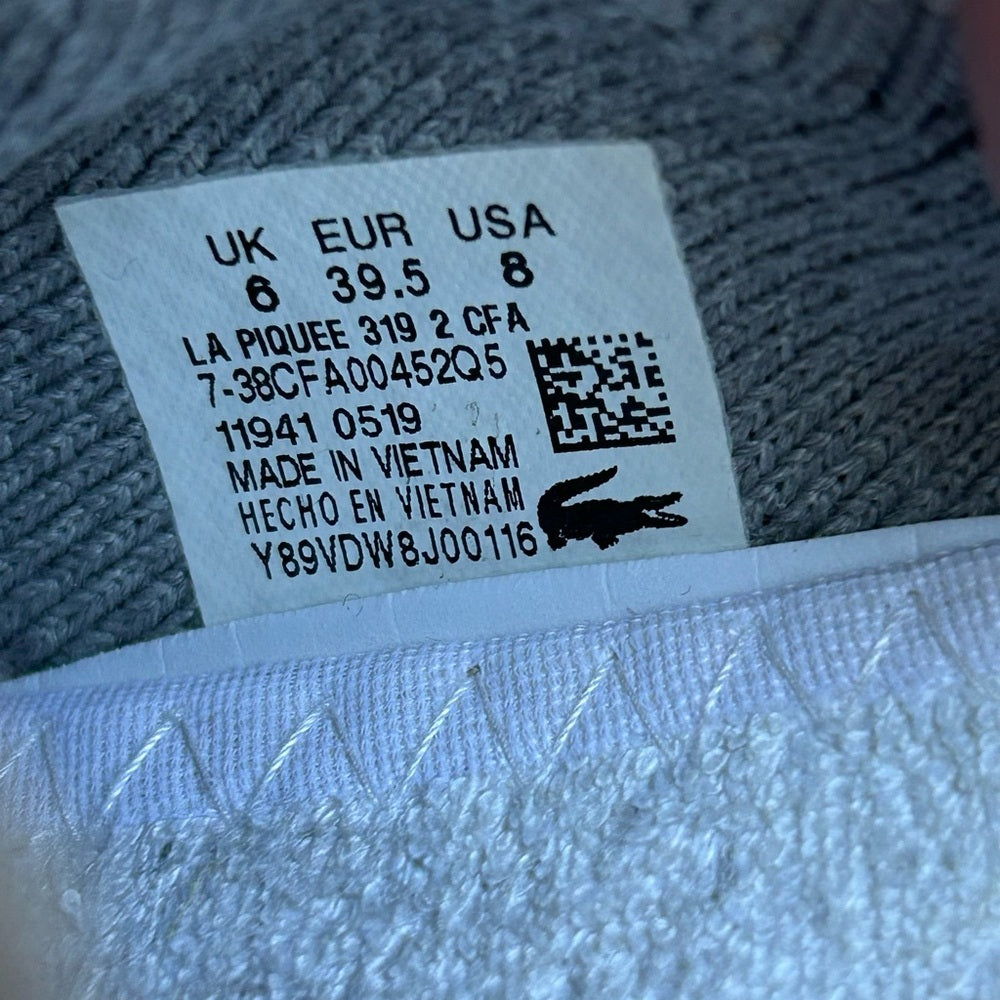 UK EUR USA
6 39.5 8
LA PIQUEE 319 2 CFA
7-38CFA00452Q5
11941 0519
MADE IN VIETNAM
HECHO EN VIETNAM
Y89VDW8J00116